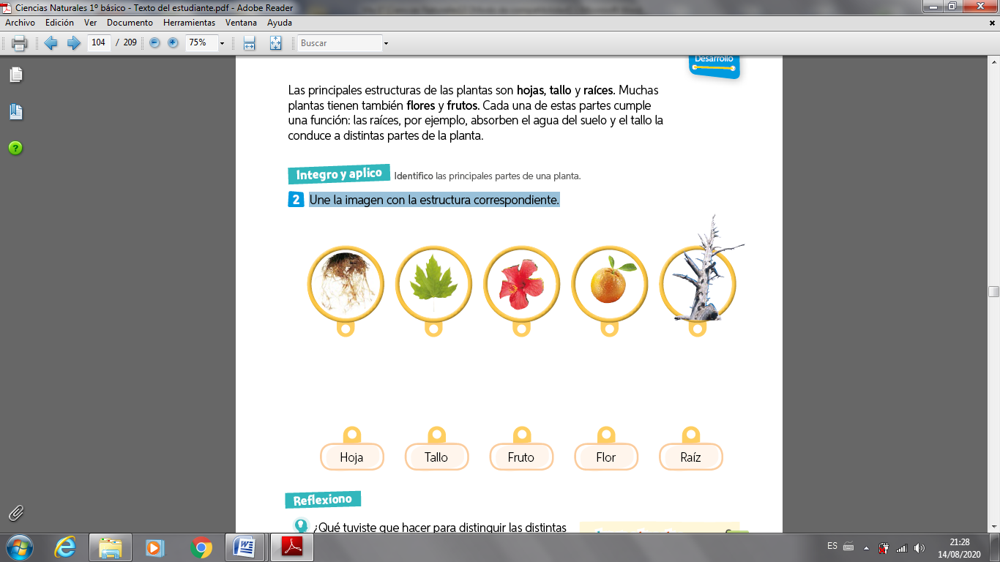 Ciencias Naturales 1º básico - Texto del estudiante.pdf - Adobe Reader
Archivo Edición Ver Documento Herramientas Ventana Ayuda
104 / 209 75% Buscar
Desarrollo
Las principales estructuras de las plantas son hojas, tallo y raíces. Muchas
plantas tienen también flores y frutos. Cada una de estas partes cumple
una función: las raíces, por ejemplo, absorben el agua del suelo y el tallo la
conduce a distintas partes de la planta.
Integro y aplico Identifico las principales partes de una planta.
2 Une la imagen con la estructura correspondiente.
Hoja Tallo Fruto Flor Raíz
Reflexiono
¿Qué tuviste que hacer para distinguir las distintas
ES 21:28
14/08/2020